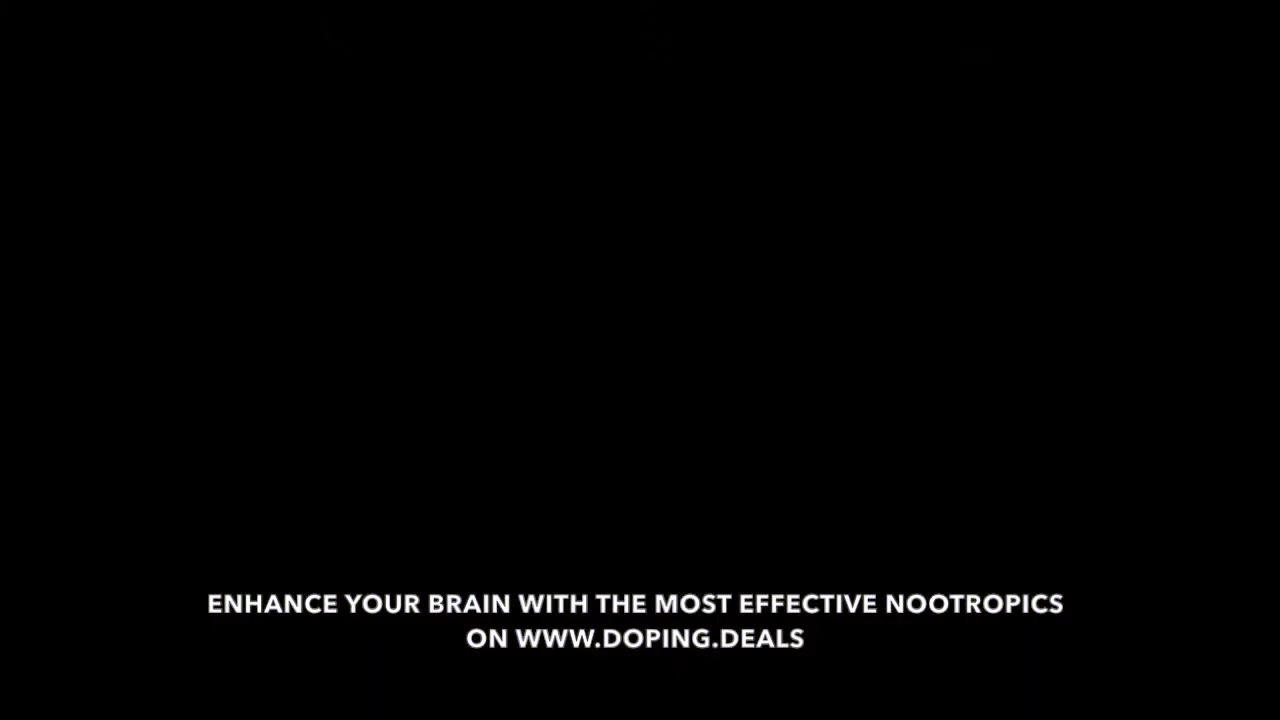 ENHANCE YOUR BRAIN WITH THE MOST EFFECTIVE NOOTROPICS
ON WWW.DOPING.DEALS